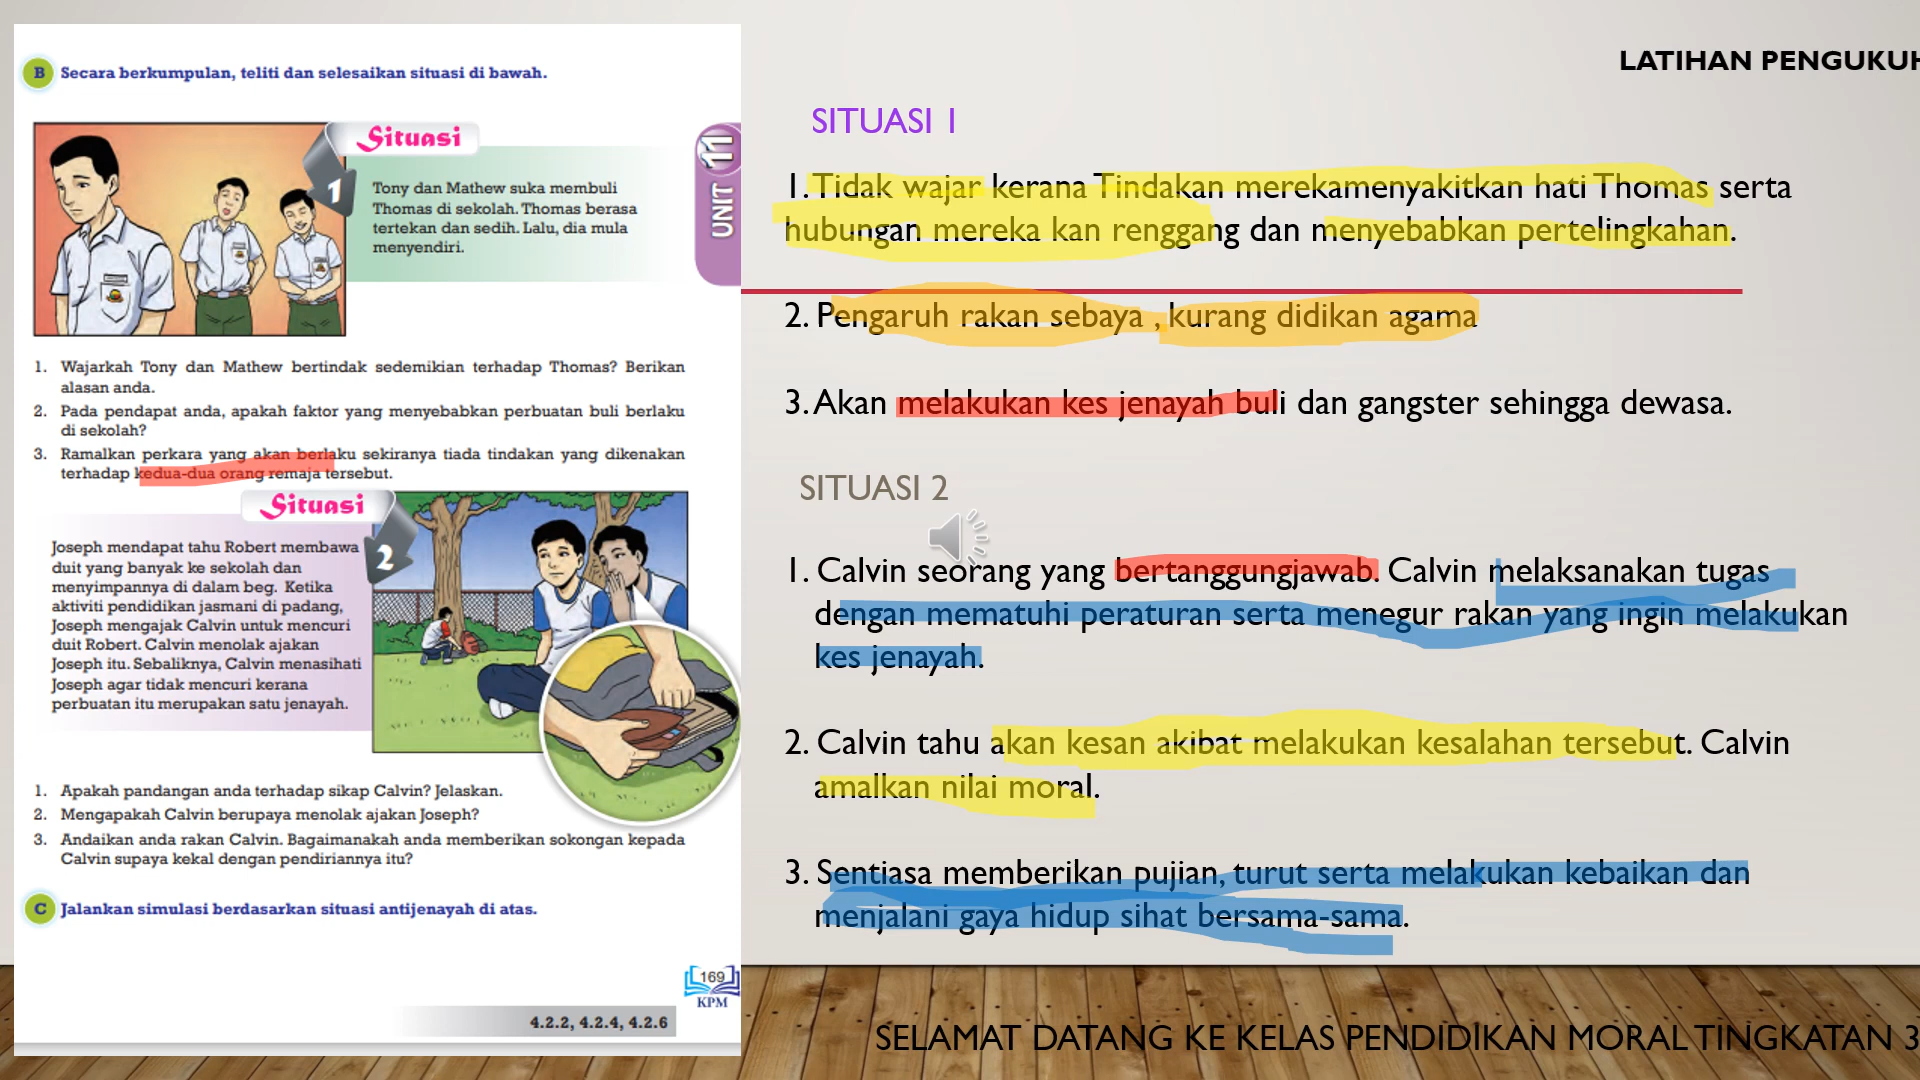 B Secara berkumpulan, teliti dan selesaikan situasi di bawah.
Situasi
1
Tony dan Mathew suka membuli
Thomas di sekolah. Thomas berasa
tertekan dan sedih. Lalu, dia mula
menyendiri.
UNIT 11
1. Wajarkah Tony dan Mathew bertindak sedemikian terhadap Thomas? Berikan
alasan anda.
2. Pada pendapat anda, apakah faktor yang menyebabkan perbuatan buli berlaku
di sekolah?
3. Ramalkan perkara yang akan berlaku sekiranya tiada tindakan yang dikenakan
terhadap kedua-dua orang remaja tersebut.
Situasi
2
Joseph mendapat tahu Robert membawa
duit yang banyak ke sekolah dan
menyimpannya di dalam beg. Ketika
aktiviti pendidikan jasmani di padang,
Joseph mengajak Calvin untuk mencuri
duit Robert. Calvin menolak ajakan
Joseph itu. Sebaliknya, Calvin menasihati
Joseph agar tidak mencuri kerana
perbuatan itu merupakan satu jenayah.
1. Apakah pandangan anda terhadap sikap Calvin? Jelaskan.
2. Mengapakah Calvin berupaya menolak ajakan Joseph?
3. Andaikan anda rakan Calvin. Bagaimanakah anda memberikan sokongan kepada
Calvin supaya kekal dengan pendiriannya itu?
C Jalankan simulasi berdasarkan situasi antijenayah di atas.
169
KPM
4.2.2, 4.2.4, 4.2.6
LATIHAN PENGUKUH
SITUASI 1
1. Tidak wajar kerana Tindakan merekamenyakitkan hati Thomas serta
hubungan mereka kan renggang dan menyebabkan pertelingkahan.
2. Pengaruh rakan sebaya , kurang didikan agama
3. Akan melakukan kes jenayah buli dan gangster sehingga dewasa.
SITUASI 2
1. Calvin seorang yang bertanggungjawab. Calvin melaksanakan tugas
dengan mematuhi peraturan serta menegur rakan yang ingin melakukan
kes jenayah.
2. Calvin tahu akan kesan akibat melakukan kesalahan tersebut. Calvin
amalkan nilai moral.
3. Sentiasa memberikan pujian, turut serta melakukan kebaikan dan
menjalani gaya hidup sihat bersama-sama.
SELAMAT DATANG KE KELAS PENDIDIKAN MORAL TINGKATAN 3